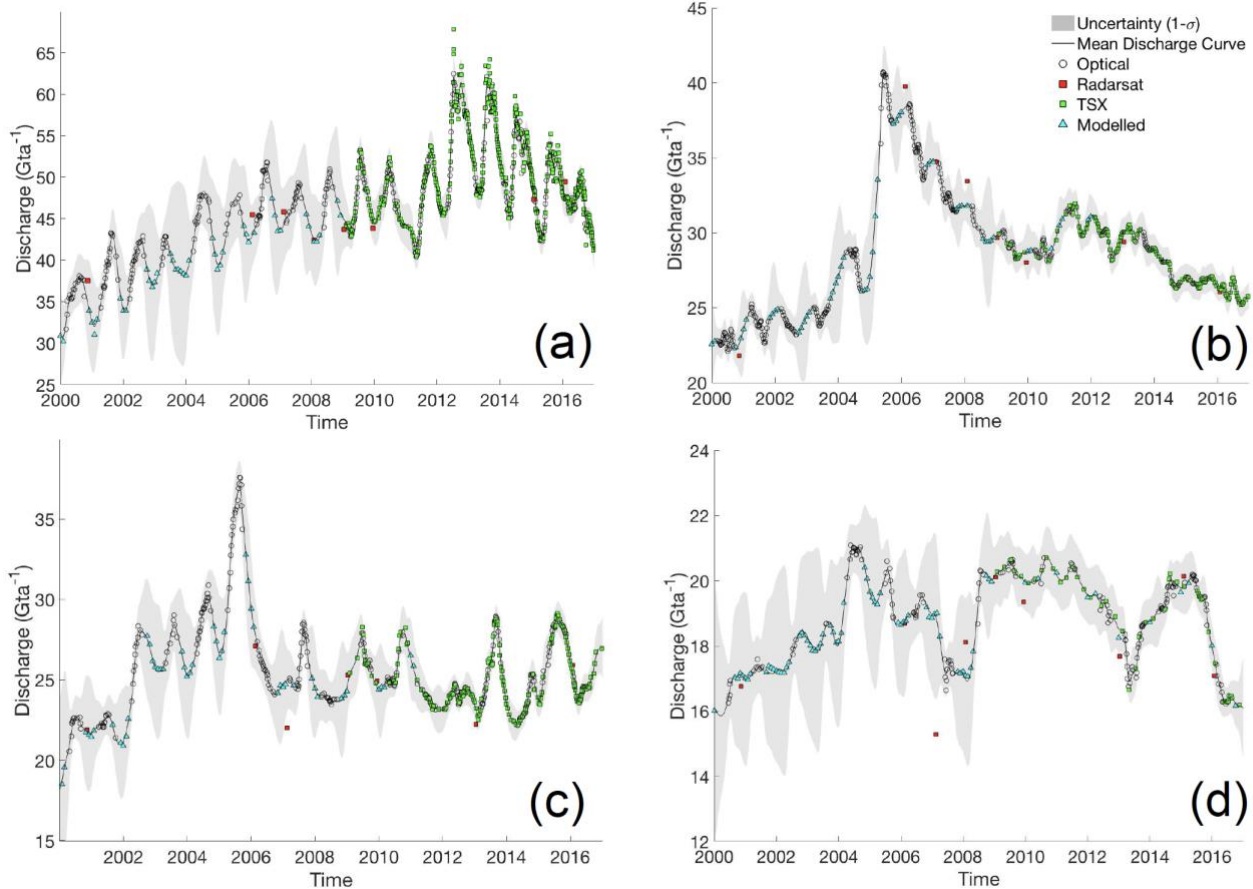 65
60
55
50
45
40
35
30
25
Discharge (Gta⁻¹)
2000 2002 2004 2006 2008 2010 2012 2014 2016
Time
(a)
45
40
35
30
25
20
Discharge (Gta⁻¹)
2000 2002 2004 2006 2008 2010 2012 2014 2016
Time
Uncertainty (1-σ)
Mean Discharge Curve
Optical
Radarsat
TSX
Modelled
(b)
35
30
25
20
15
Discharge (Gta⁻¹)
2002 2004 2006 2008 2010 2012 2014 2016
Time
(c)
24
22
20
18
16
14
12
Discharge (Gta⁻¹)
2000 2002 2004 2006 2008 2010 2012 2014 2016
Time
(d)